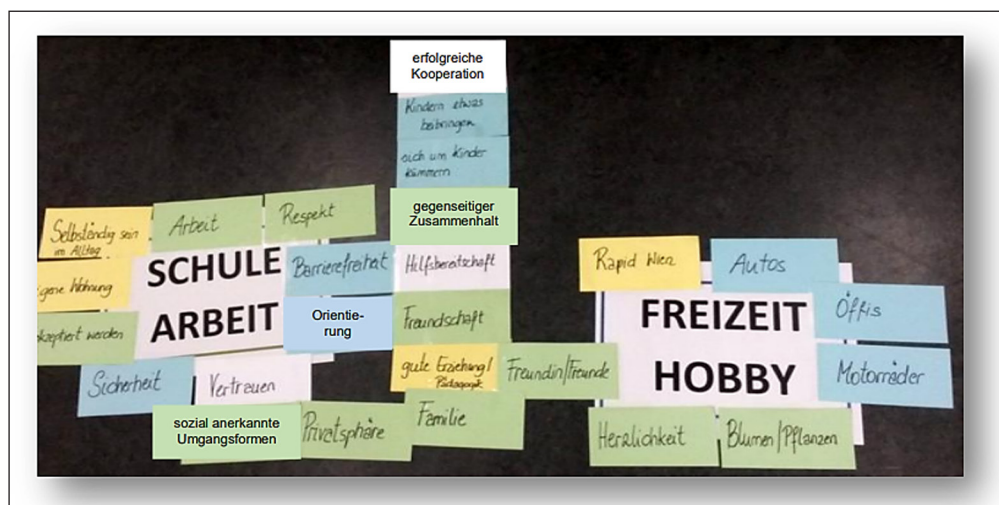 erfolgreiche
Kooperation
Kindern etwas
beibringen
sich um Kinder
kümmern
gegenseitiger
Zusammenhalt
Selbständig sein
im Alltag
Arbeit
Respekt
SCHULE
ARBEIT
Barrierefreiheit
Hilfsbereitschaft
gene Wohnung
Orientie-
rung
Freundschaft
kzeptiert werden
gute Erziehung/
Pädagogik
Freundin/Freunde
Sicherheit
Vertrauen
sozial anerkannte
Umgangsformen
Privatsphäre
Familie
Rapid Wien
Autos
FREIZEIT
HOBBY
Öffis
Motorräder
Herzlichkeit
Blumen/Pflanzen